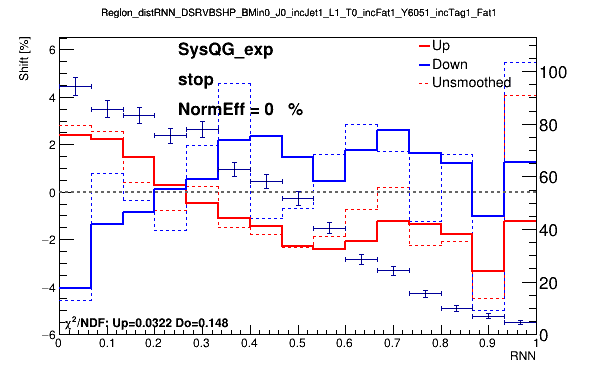 Region_distRNN_DSRVBSHP_BMin0_J0_incJet1_L1_T0_incFat1_Y6051_incTag1_Fat1
Shift [%]
SysQG_exp
stop
NormEff = 0 %
Up
Down
Unsmoothed
6
4
2
0
−2
−4
−6
100
80
60
40
20
0
χ²/NDF: Up=0.0322 Do=0.148
0 0.1 0.2 0.3 0.4 0.5 0.6 0.7 0.8 0.9 1
RNN